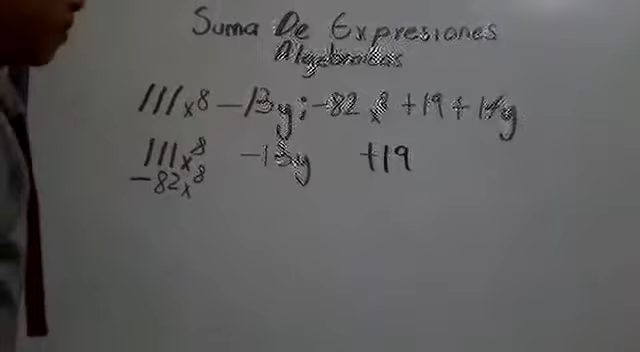 Suma De Expresiones
Algebraicas
111x⁸ - 13y; -82x⁸ + 19 + 14y
111x⁸ -13y +19
-82x⁸